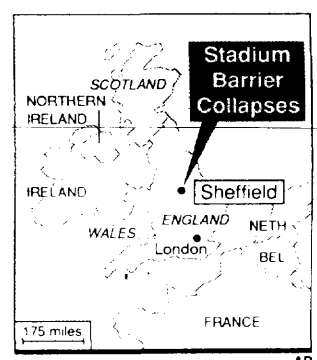 Stadium
Barrier
Collapses
SCOTLAND
NORTHERN
IRELAND
IRELAND
Sheffield
ENGLAND
WALES
NETH
London
BEL
FRANCE
175 miles
AP